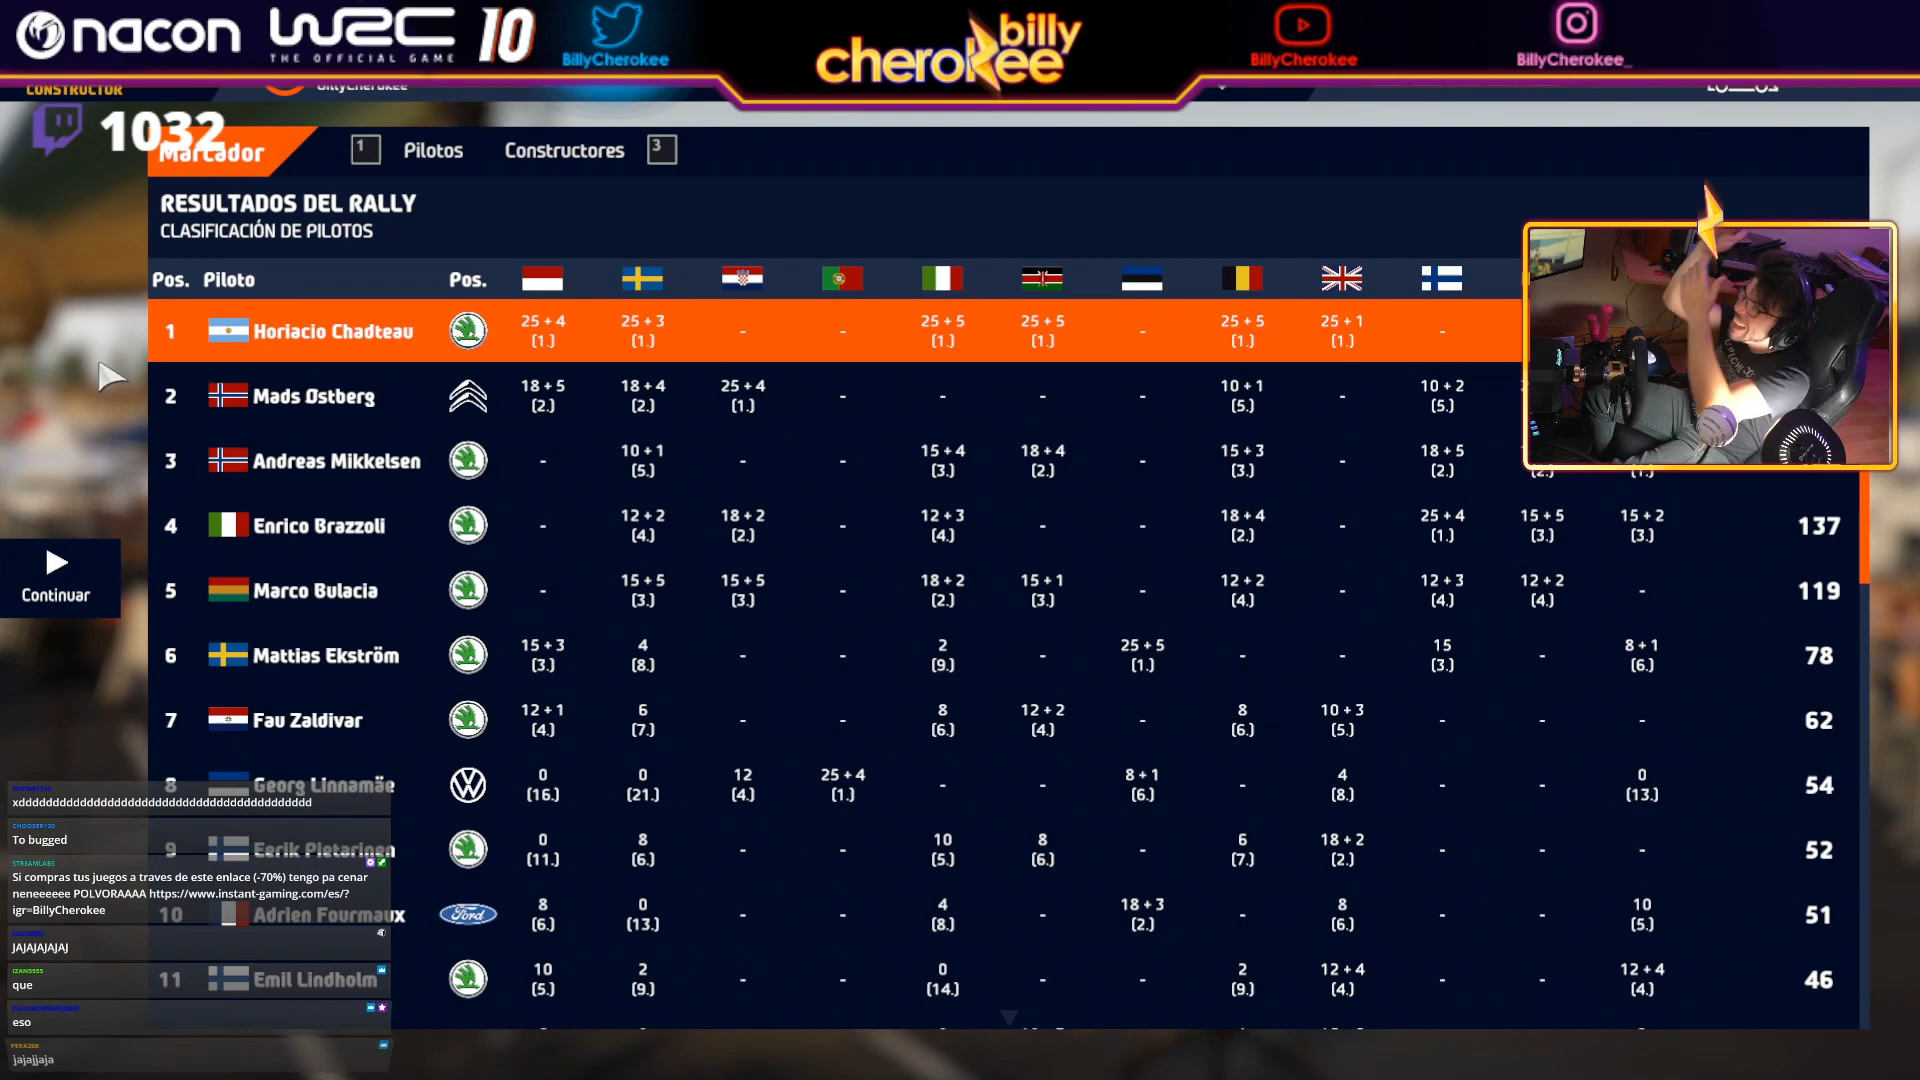 nacon
WRC 10
THE OFFICIAL GAME
BillyCherokee
billy
cherokee
BillyCherokee
BillyCherokee_
CONSTRUCTOR
BillyCherokee
1032
Marcador
1 Pilotos Constructores 3
RESULTADOS DEL RALLY
CLASIFICACIÓN DE PILOTOS
Pos. Piloto Pos.
1 Horiacio Chadteau 25 + 4 25 + 3 - - 25 + 5 25 + 5 - 25 + 5 25 + 1 -
(1.) (1.) (1.) (1.) (1.) (1.)
2 Mads Østberg 18 + 5 18 + 4 25 + 4 - - - - 10 + 1 - 10 + 2
(2.) (2.) (1.) (5.) (5.)
3 Andreas Mikkelsen - 10 + 1 - - 15 + 4 18 + 4 - 15 + 3 - 18 + 5
(5.) (3.) (2.) (3.) (2.) (2.) (1.)
4 Enrico Brazzoli - 12 + 2 18 + 2 - 12 + 3 - - 18 + 4 - 25 + 4 15 + 5 15 + 2 137
(4.) (2.) (4.) (2.) (1.) (3.) (3.)
5 Marco Bulacia - 15 + 5 15 + 5 - 18 + 2 15 + 1 - 12 + 2 - 12 + 3 12 + 2 - 119
(3.) (3.) (2.) (3.) (4.) (4.) (4.)
6 Mattias Ekström 15 + 3 4 - - 2 - 25 + 5 - - 15 - 8 + 1 78
(3.) (8.) (9.) (1.) (3.) (6.)
7 Fau Zaldivar 12 + 1 6 - - 8 12 + 2 - 8 10 + 3 - - - 62
(4.) (7.) (6.) (4.) (6.) (5.)
8 Georg Linnamäe 0 0 12 25 + 4 - - 8 + 1 - 4 - - 0 54
(16.) (21.) (4.) (1.) (6.) (8.) (13.)
9 Eerik Pietarinen 0 8 - - 10 8 - 6 18 + 2 - - - 52
(11.) (6.) (5.) (6.) (7.) (2.)
10 Adrien Fourmaux Ford 8 0 - - 4 - 18 + 3 - 8 - - 10 51
(6.) (13.) (8.) (2.) (6.) (5.)
11 Emil Lindholm 10 2 - - 0 - - 2 12 + 4 - - 12 + 4 46
(5.) (9.) (14.) (9.) (4.) (4.)
Continuar
xddddddddddddddddddddddddddddddddddddddddddd
CHOOSER120
To bugged
STREAMLABS
Si compras tus juegos a traves de este enlace (-70%) tengo pa cenar
neneeeeee POLVORAAAA https://www.instant-gaming.com/es/?
igr=BillyCherokee
JAJAJAJAJAJ
IZAN5555
que
eso
jajajjaja